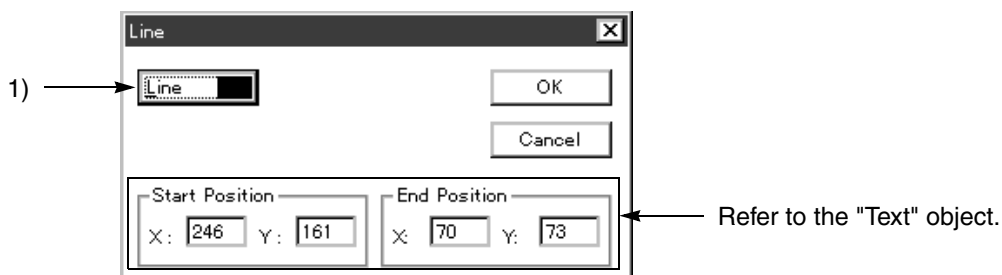 Line
1)
Line
OK
Cancel
Start Position
X: 246 Y: 161
End Position
X: 70 Y: 73
Refer to the "Text" object.